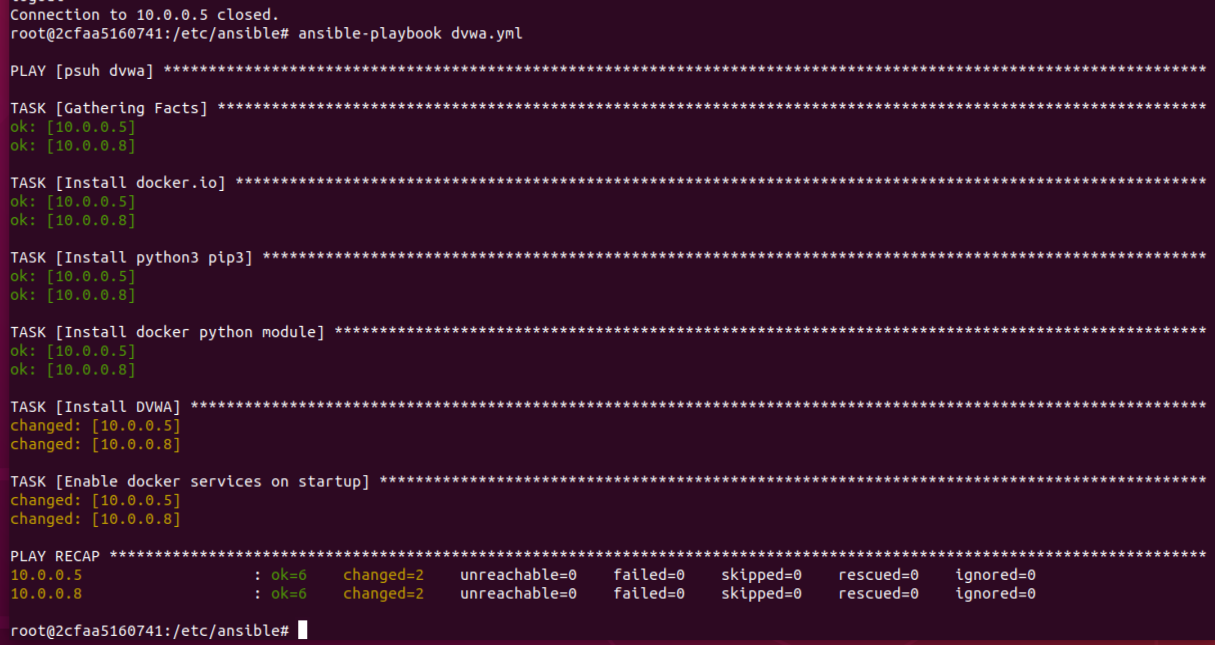 Connection to 10.0.0.5 closed.
root@2cfaa5160741:/etc/ansible# ansible-playbook dvwa.yml
PLAY [psuh dvwa] ********************************************************************************************************************
TASK [Gathering Facts] **************************************************************************************************************
ok: [10.0.0.5]
ok: [10.0.0.8]
TASK [Install docker.io] ************************************************************************************************************
ok: [10.0.0.5]
ok: [10.0.0.8]
TASK [Install python3 pip3] *********************************************************************************************************
ok: [10.0.0.5]
ok: [10.0.0.8]
TASK [Install docker python module] *************************************************************************************************
ok: [10.0.0.5]
ok: [10.0.0.8]
TASK [Install DVWA] *****************************************************************************************************************
changed: [10.0.0.5]
changed: [10.0.0.8]
TASK [Enable docker services on startup] ********************************************************************************************
changed: [10.0.0.5]
changed: [10.0.0.8]
PLAY RECAP **************************************************************************************************************************
10.0.0.5                   : ok=6    changed=2    unreachable=0    failed=0    skipped=0    rescued=0    ignored=0
10.0.0.8                   : ok=6    changed=2    unreachable=0    failed=0    skipped=0    rescued=0    ignored=0
root@2cfaa5160741:/etc/ansible#